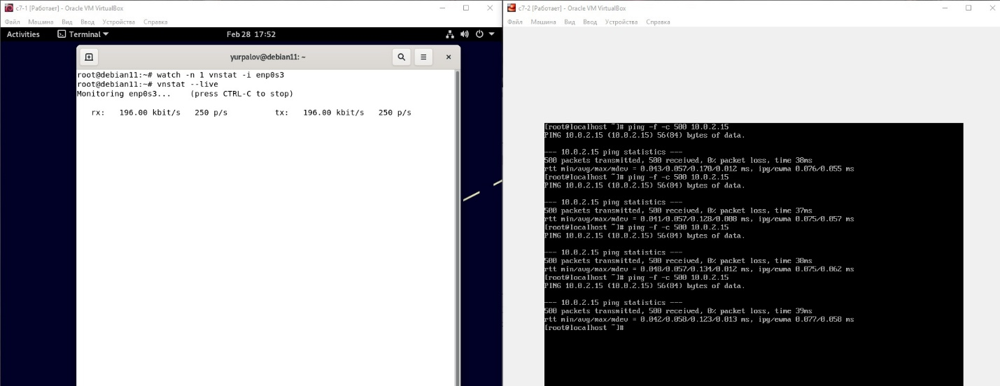 c7-1 [Работает] - Oracle VM VirtualBox
Файл Машина Вид Ввод Устройства Справка
Activities Terminal Feb 28 17:52
yurpalov@debian11: ~
root@debian11:~# watch -n 1 vnstat -i enp0s3
root@debian11:~# vnstat --live
Monitoring enp0s3... (press CTRL-C to stop)
rx: 196.00 kbit/s 250 p/s tx: 196.00 kbit/s 250 p/s
c7-2 [Работает] - Oracle VM VirtualBox
Файл Машина Вид Ввод Устройства Справка
[root@localhost ~]# ping -f -c 500 10.0.2.15
PING 10.0.2.15 (10.0.2.15) 56(84) bytes of data.
--- 10.0.2.15 ping statistics ---
500 packets transmitted, 500 received, 0% packet loss, time 38ms
rtt min/avg/max/mdev = 0.043/0.057/0.170/0.012 ms, ipg/ewma 0.076/0.055 ms
[root@localhost ~]# ping -f -c 500 10.0.2.15
PING 10.0.2.15 (10.0.2.15) 56(84) bytes of data.
--- 10.0.2.15 ping statistics ---
500 packets transmitted, 500 received, 0% packet loss, time 37ms
rtt min/avg/max/mdev = 0.041/0.057/0.128/0.008 ms, ipg/ewma 0.075/0.057 ms
[root@localhost ~]# ping -f -c 500 10.0.2.15
PING 10.0.2.15 (10.0.2.15) 56(84) bytes of data.
--- 10.0.2.15 ping statistics ---
500 packets transmitted, 500 received, 0% packet loss, time 38ms
rtt min/avg/max/mdev = 0.048/0.057/0.134/0.012 ms, ipg/ewma 0.075/0.062 ms
[root@localhost ~]# ping -f -c 500 10.0.2.15
PING 10.0.2.15 (10.0.2.15) 56(84) bytes of data.
--- 10.0.2.15 ping statistics ---
500 packets transmitted, 500 received, 0% packet loss, time 39ms
rtt min/avg/max/mdev = 0.042/0.058/0.123/0.013 ms, ipg/ewma 0.077/0.058 ms
[root@localhost ~]#